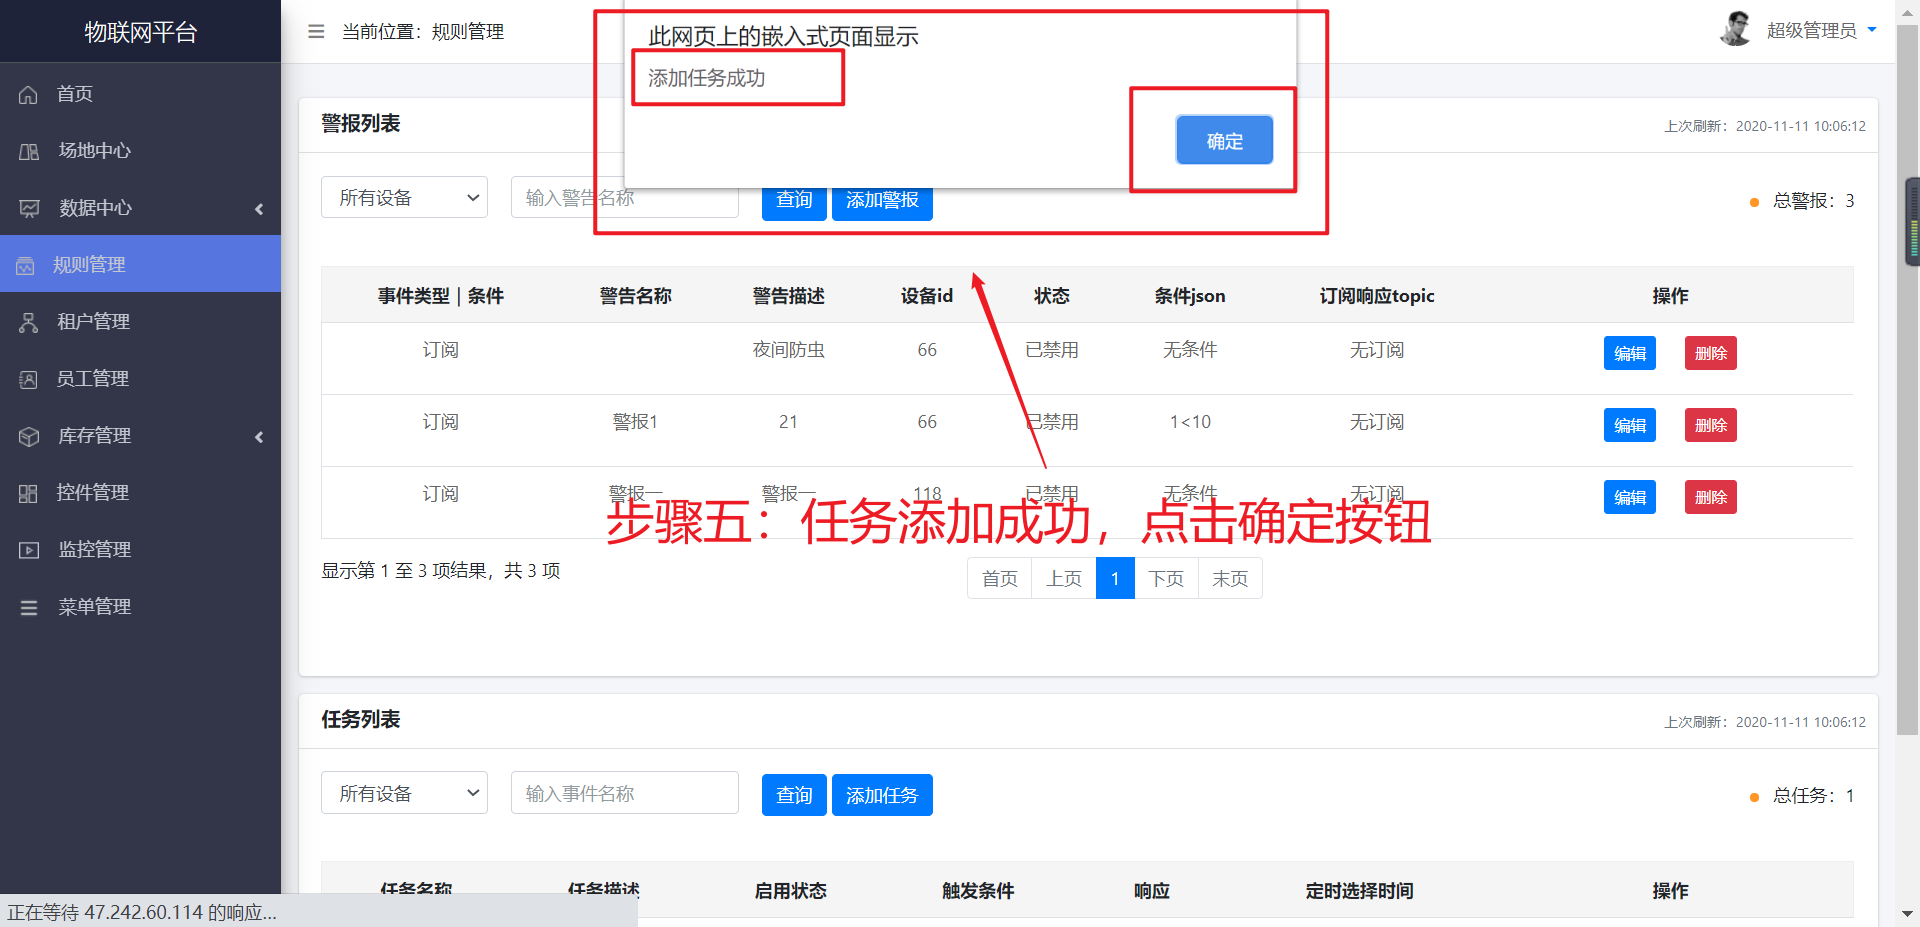 物联网平台
首页
场地中心
数据中心
规则管理
租户管理
员工管理
库存管理
控件管理
监控管理
菜单管理
当前位置：规则管理
超级管理员
此网页上的嵌入式页面显示
添加任务成功
确定
警报列表
上次刷新：2020-11-11 10:06:12
所有设备 输入警告名称 查询 添加警报 总警报：3
事件类型 | 条件 警告名称 警告描述 设备id 状态 条件json 订阅响应topic 操作
订阅 夜间防虫 66 已禁用 无条件 无订阅 编辑 删除
订阅 警报1 21 66 已禁用 1<10 无订阅 编辑 删除
订阅 警报一 警报一 118 已禁用 无条件 无订阅 编辑 删除
步骤五：任务添加成功，点击确定按钮
显示第 1 至 3 项结果，共 3 项
首页 上页 1 下页 末页
任务列表
上次刷新：2020-11-11 10:06:12
所有设备 输入事件名称 查询 添加任务 总任务：1
任务名称 任务描述 启用状态 触发条件 响应 定时选择时间 操作
正在等待 47.242.60.114 的响应...